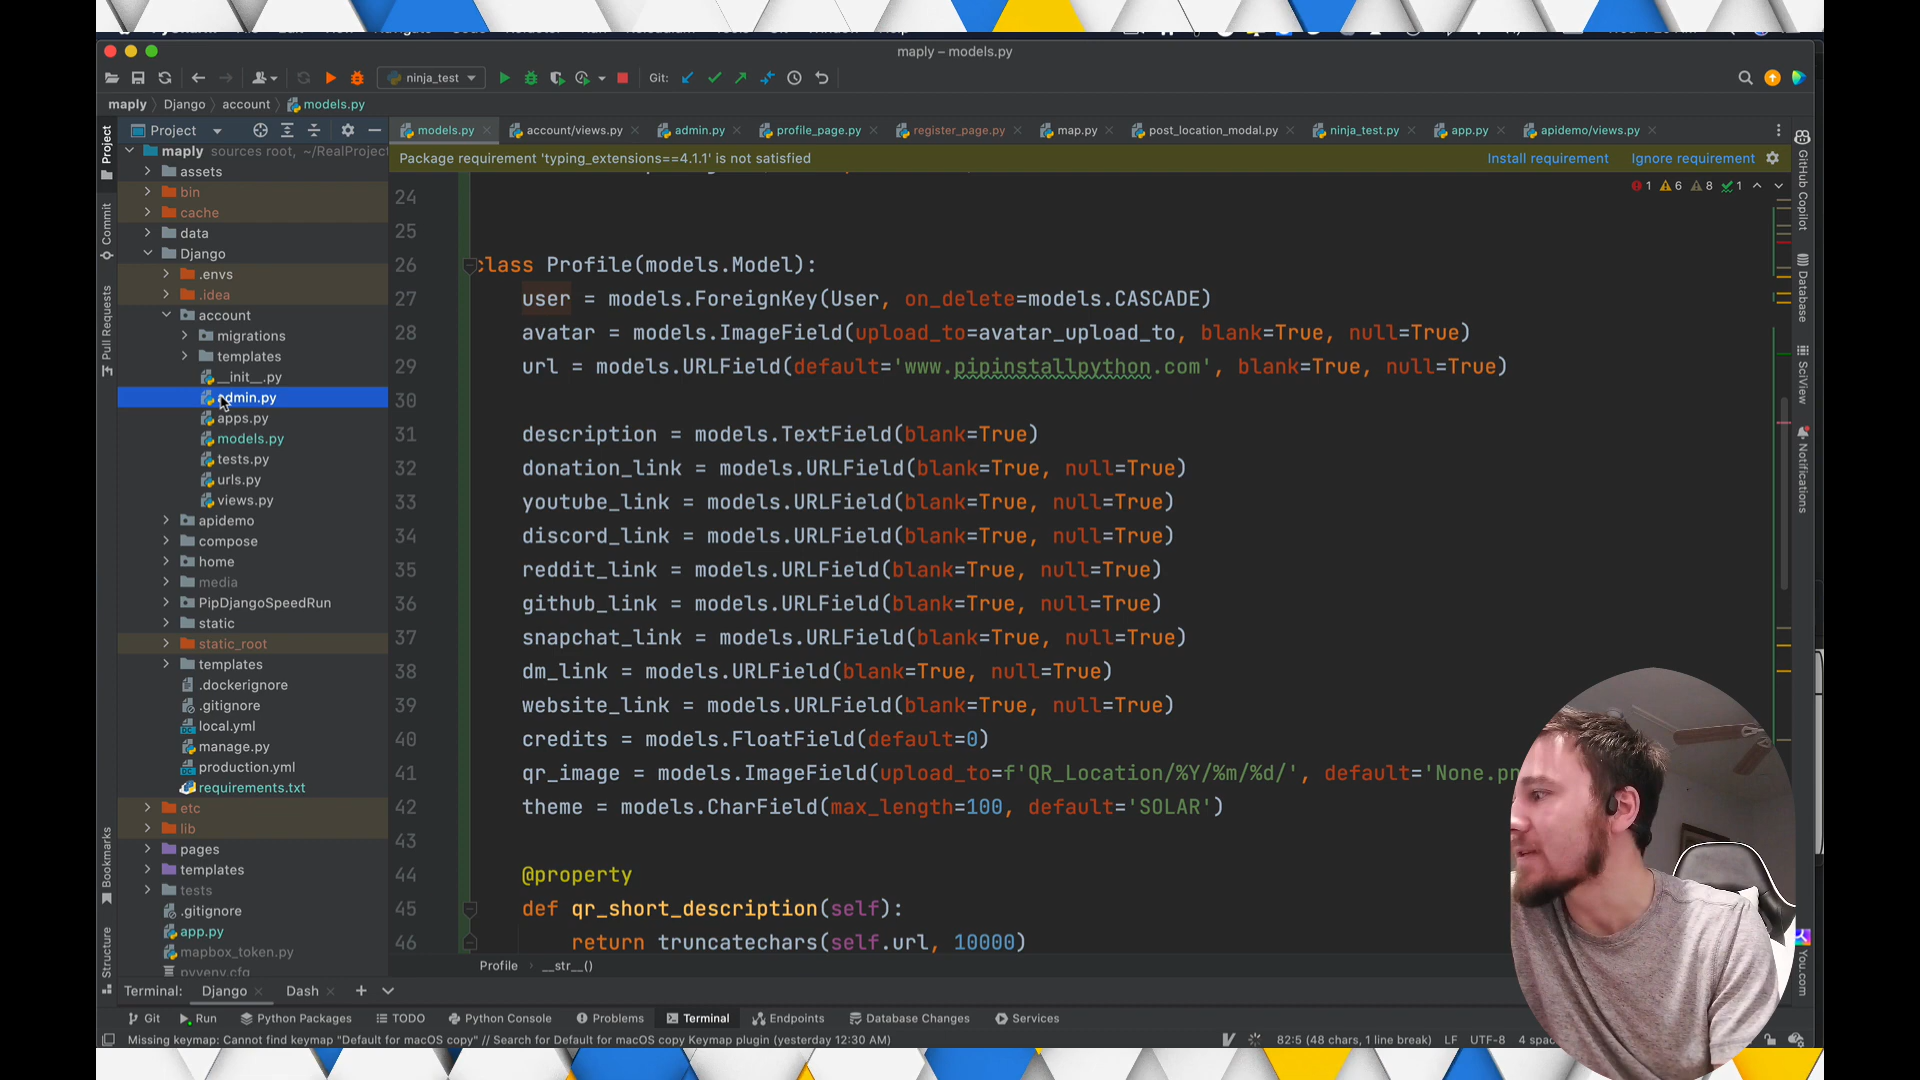 maply – models.py
ninja_test
Git:
maply
Django
account
models.py
Project
models.py
account/views.py
admin.py
profile_page.py
register_page.py
map.py
post_location_modal.py
ninja_test.py
app.py
apidemo/views.py
Package requirement 'typing_extensions==4.1.1' is not satisfied
Install requirement
Ignore requirement
1
6
8
1
Project
Commit
Pull Requests
Bookmarks
Structure
maply sources root, ~/RealProject
assets
bin
cache
data
Django
.envs
.idea
account
migrations
templates
__init__.py
admin.py
apps.py
models.py
tests.py
urls.py
views.py
apidemo
compose
home
media
PipDjangoSpeedRun
static
static_root
templates
.dockerignore
.gitignore
local.yml
manage.py
production.yml
requirements.txt
etc
lib
pages
templates
tests
.gitignore
app.py
mapbox_token.py
pyvenv.cfg
24
25
26 class Profile(models.Model):
27 user = models.ForeignKey(User, on_delete=models.CASCADE)
28 avatar = models.ImageField(upload_to=avatar_upload_to, blank=True, null=True)
29 url = models.URLField(default='www.pipinstallpython.com', blank=True, null=True)
30
31 description = models.TextField(blank=True)
32 donation_link = models.URLField(blank=True, null=True)
33 youtube_link = models.URLField(blank=True, null=True)
34 discord_link = models.URLField(blank=True, null=True)
35 reddit_link = models.URLField(blank=True, null=True)
36 github_link = models.URLField(blank=True, null=True)
37 snapchat_link = models.URLField(blank=True, null=True)
38 dm_link = models.URLField(blank=True, null=True)
39 website_link = models.URLField(blank=True, null=True)
40 credits = models.FloatField(default=0)
41 qr_image = models.ImageField(upload_to=f'QR_Location/%Y/%m/%d/', default='None.pn
42 theme = models.CharField(max_length=100, default='SOLAR')
43
44 @property
45 def qr_short_description(self):
46 return truncatechars(self.url, 10000)
Profile
__str__()
GitHub Copilot
Database
SciView
Notifications
You.com
Terminal:
Django
Dash
Git
Run
Python Packages
TODO
Python Console
Problems
Terminal
Endpoints
Database Changes
Services
Missing keymap: Cannot find keymap "Default for macOS copy" // Search for Default for macOS copy Keymap plugin (yesterday 12:30 AM)
82:5 (48 chars, 1 line break)
LF
UTF-8
4 spac